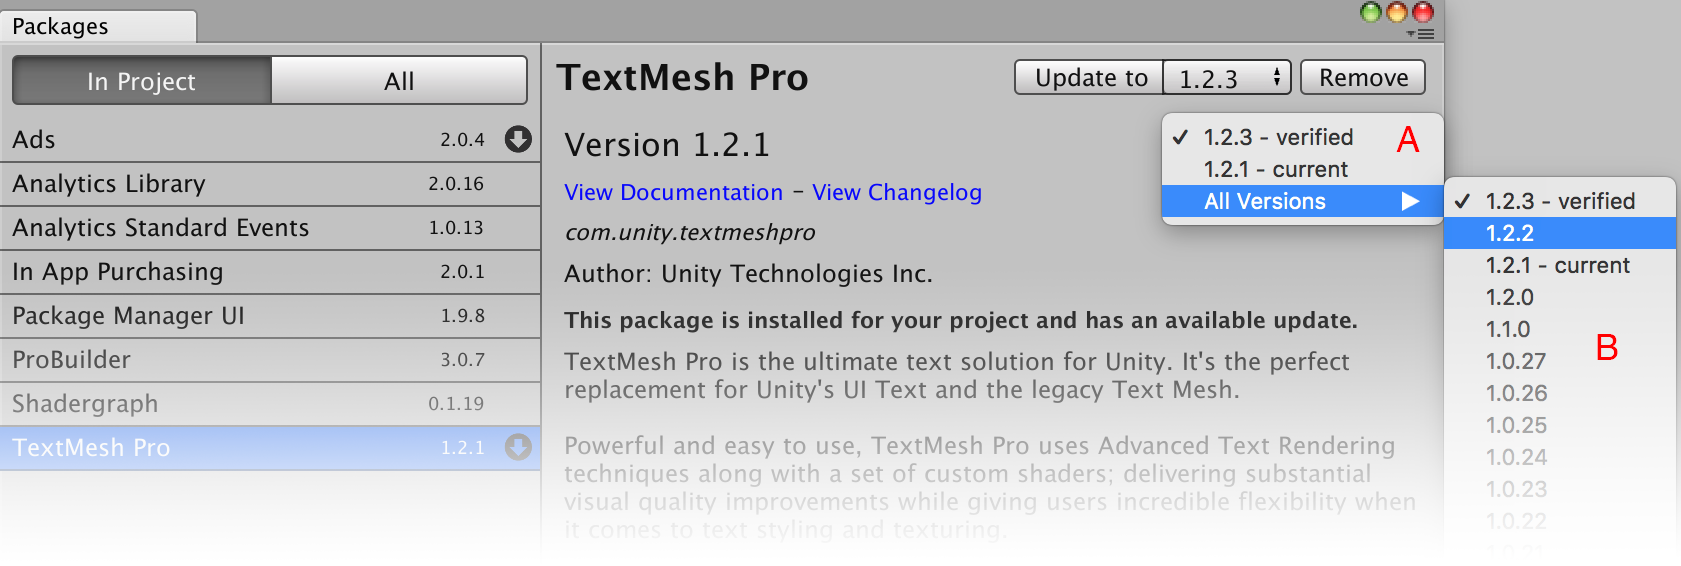 Packages
In Project
All
Ads 2.0.4
Analytics Library 2.0.16
Analytics Standard Events 1.0.13
In App Purchasing 2.0.1
Package Manager UI 1.9.8
ProBuilder 3.0.7
Shadergraph 0.1.19
TextMesh Pro 1.2.1
TextMesh Pro
Update to 1.2.3 Remove
Version 1.2.1
View Documentation – View Changelog
com.unity.textmeshpro
Author: Unity Technologies Inc.
This package is installed for your project and has an available update.
TextMesh Pro is the ultimate text solution for Unity. It's the perfect
replacement for Unity's UI Text and the legacy Text Mesh.
Powerful and easy to use, TextMesh Pro uses Advanced Text Rendering
techniques along with a set of custom shaders; delivering substantial
visual quality improvements while giving users incredible flexibility when
it comes to text styling and texturing.
✓ 1.2.3 - verified
A
1.2.1 - current
All Versions
✓ 1.2.3 - verified
1.2.2
1.2.1 - current
1.2.0
1.1.0
B
1.0.27
1.0.26
1.0.25
1.0.24
1.0.23
1.0.22